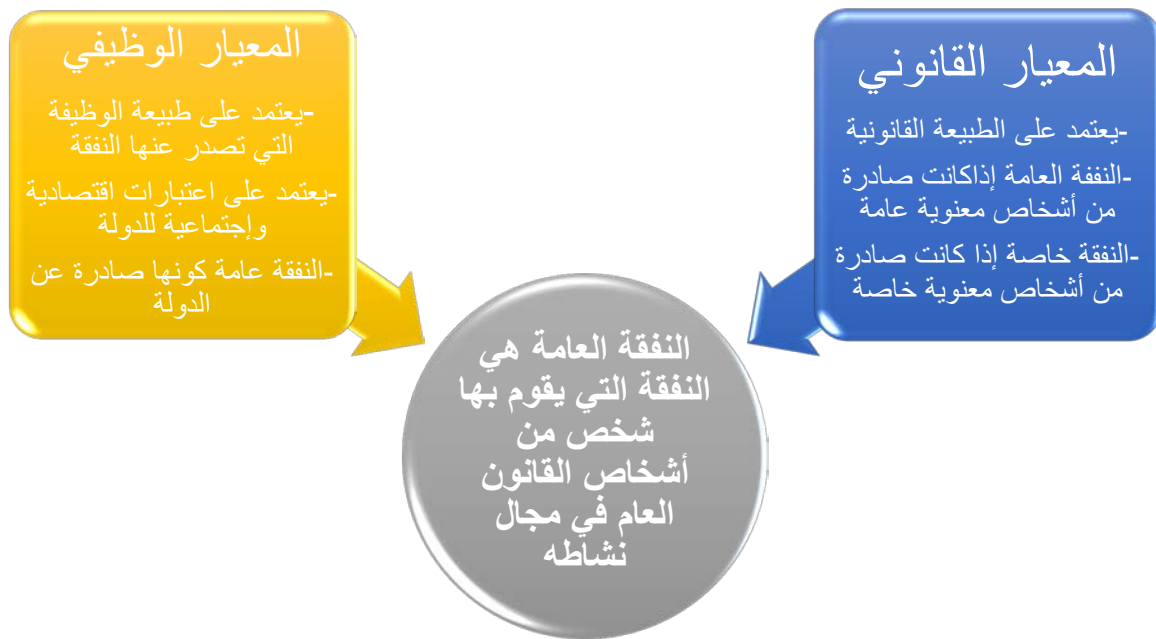 المعيار القانوني
-يعتمد على الطبيعة القانونية
-النفقة العامة إذاكانت صادرة
من أشخاص معنوية عامة
-النفقة خاصة إذا كانت صادرة
من أشخاص معنوية خاصة
المعيار الوظيفي
-يعتمد على طبيعة الوظيفة
التي تصدر عنها النفقة
-يعتمد على اعتبارات اقتصادية
وإجتماعية للدولة
-النفقة عامة كونها صادرة عن
الدولة
النفقة العامة هي
النفقة التي يقوم بها
شخص من
أشخاص القانون
العام في مجال
نشاطه